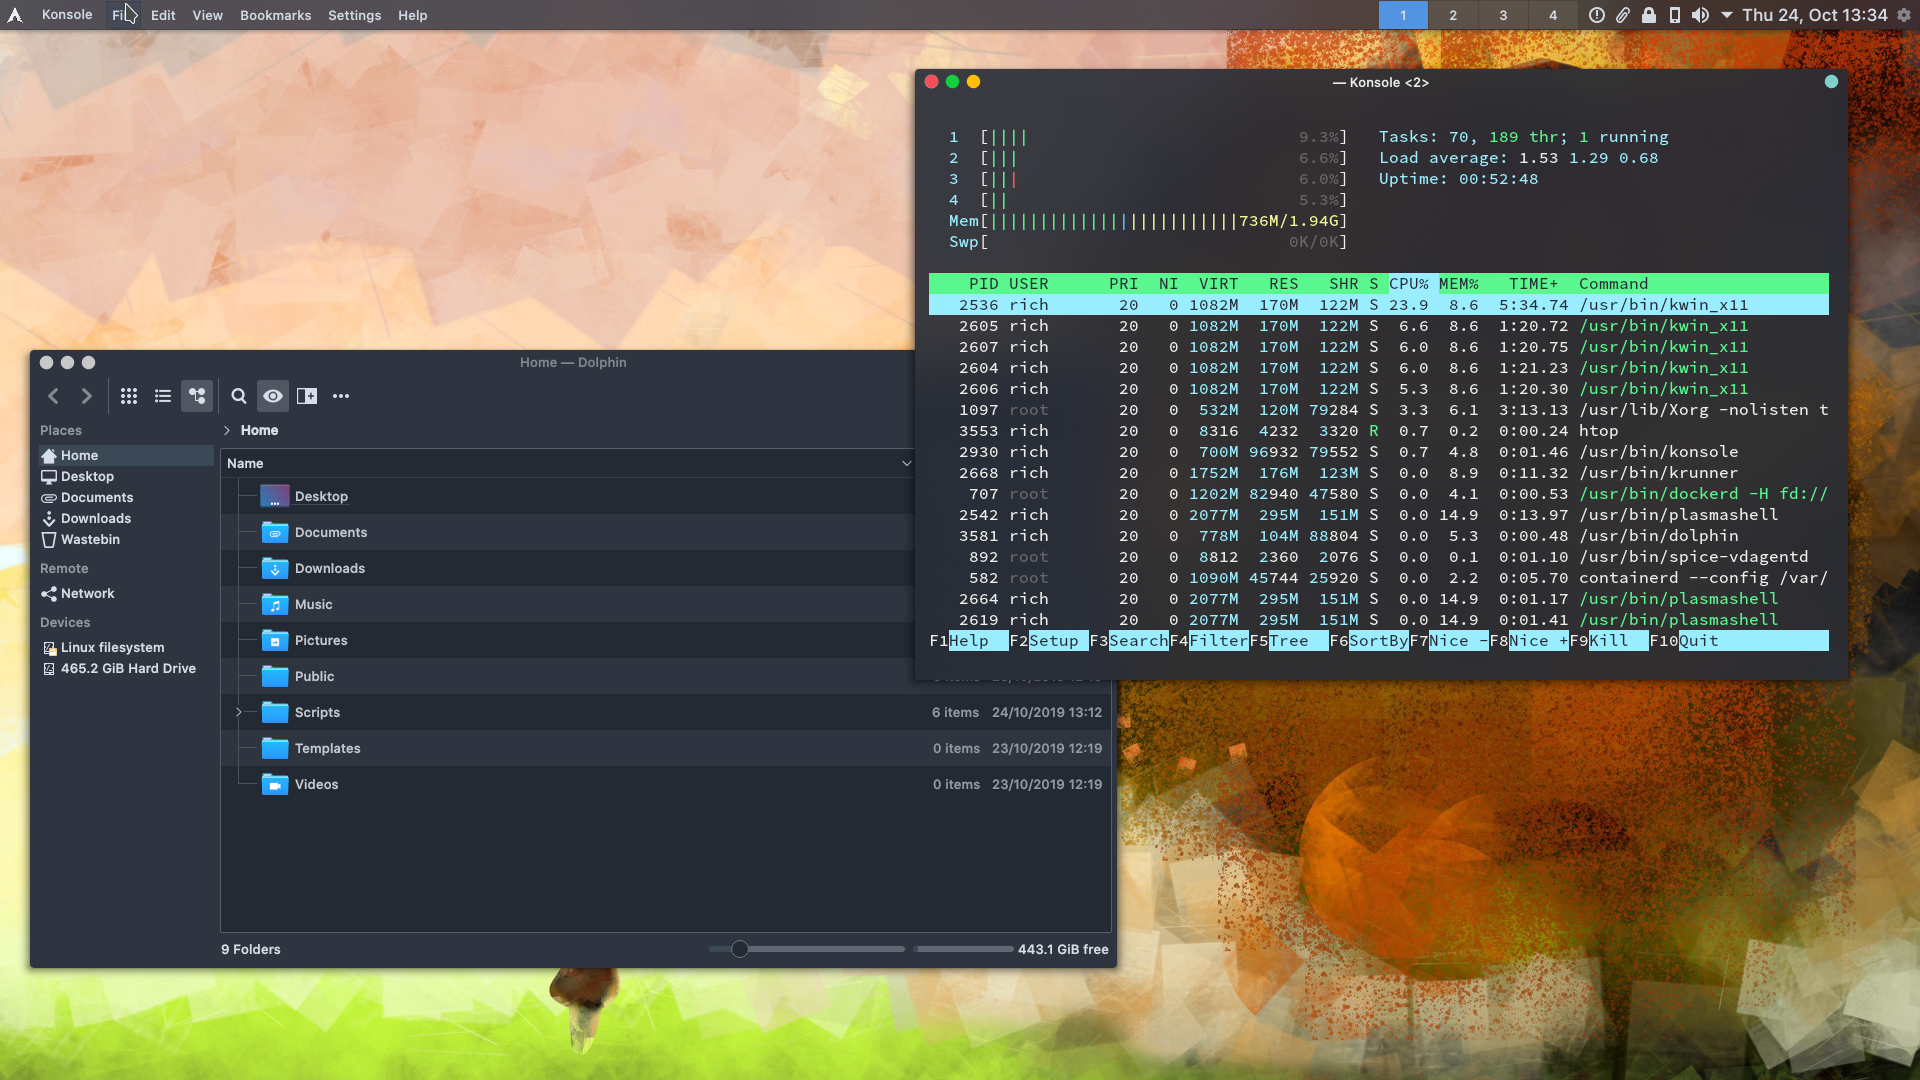 Konsole Edit View Bookmarks Settings Help 1 2 3 4 Thu 24, Oct 13:34
— Konsole <2>
1 [|||| 9.3%] Tasks: 70, 189 thr; 1 running
2 [||| 6.6%] Load average: 1.53 1.29 0.68
3 [||| 6.0%] Uptime: 00:52:48
4 [|| 5.3%]
Mem[|||||||||||||||||||||||||736M/1.94G]
Swp[ 0K/0K]
PID USER PRI NI VIRT RES SHR S CPU% MEM% TIME+ Command
2536 rich 20 0 1082M 170M 122M S 23.9 8.6 5:34.74 /usr/bin/kwin_x11
2605 rich 20 0 1082M 170M 122M S 6.6 8.6 1:20.72 /usr/bin/kwin_x11
2607 rich 20 0 1082M 170M 122M S 6.0 8.6 1:20.75 /usr/bin/kwin_x11
2604 rich 20 0 1082M 170M 122M S 6.0 8.6 1:21.23 /usr/bin/kwin_x11
2606 rich 20 0 1082M 170M 122M S 5.3 8.6 1:20.30 /usr/bin/kwin_x11
1097 root 20 0 532M 120M 79284 S 3.3 6.1 3:13.13 /usr/lib/Xorg -nolisten t
3553 rich 20 0 8316 4232 3320 R 0.7 0.2 0:00.24 htop
2930 rich 20 0 700M 96932 79552 S 0.7 4.8 0:01.46 /usr/bin/konsole
2668 rich 20 0 1752M 176M 123M S 0.0 8.9 0:11.32 /usr/bin/krunner
707 root 20 0 1202M 82940 47580 S 0.0 4.1 0:00.53 /usr/bin/dockerd -H fd://
2542 rich 20 0 2077M 295M 151M S 0.0 14.9 0:13.97 /usr/bin/plasmashell
3581 rich 20 0 778M 104M 88804 S 0.0 5.3 0:00.48 /usr/bin/dolphin
892 root 20 0 8812 2360 2076 S 0.0 0.1 0:01.10 /usr/bin/spice-vdagentd
582 root 20 0 1090M 45744 25920 S 0.0 2.2 0:05.70 containerd --config /var/
2664 rich 20 0 2077M 295M 151M S 0.0 14.9 0:01.17 /usr/bin/plasmashell
2619 rich 20 0 2077M 295M 151M S 0.0 14.9 0:01.41 /usr/bin/plasmashell
F1Help F2Setup F3SearchF4FilterF5Tree F6SortByF7Nice -F8Nice +F9Kill F10Quit
Home — Dolphin
Places
Home
Desktop
Documents
Downloads
Wastebin
Remote
Network
Devices
Linux filesystem
465.2 GiB Hard Drive
Home
Name
Desktop
Documents
Downloads
Music
Pictures
Public
Scripts 6 items 24/10/2019 13:12
Templates 0 items 23/10/2019 12:19
Videos 0 items 23/10/2019 12:19
9 Folders 443.1 GiB free